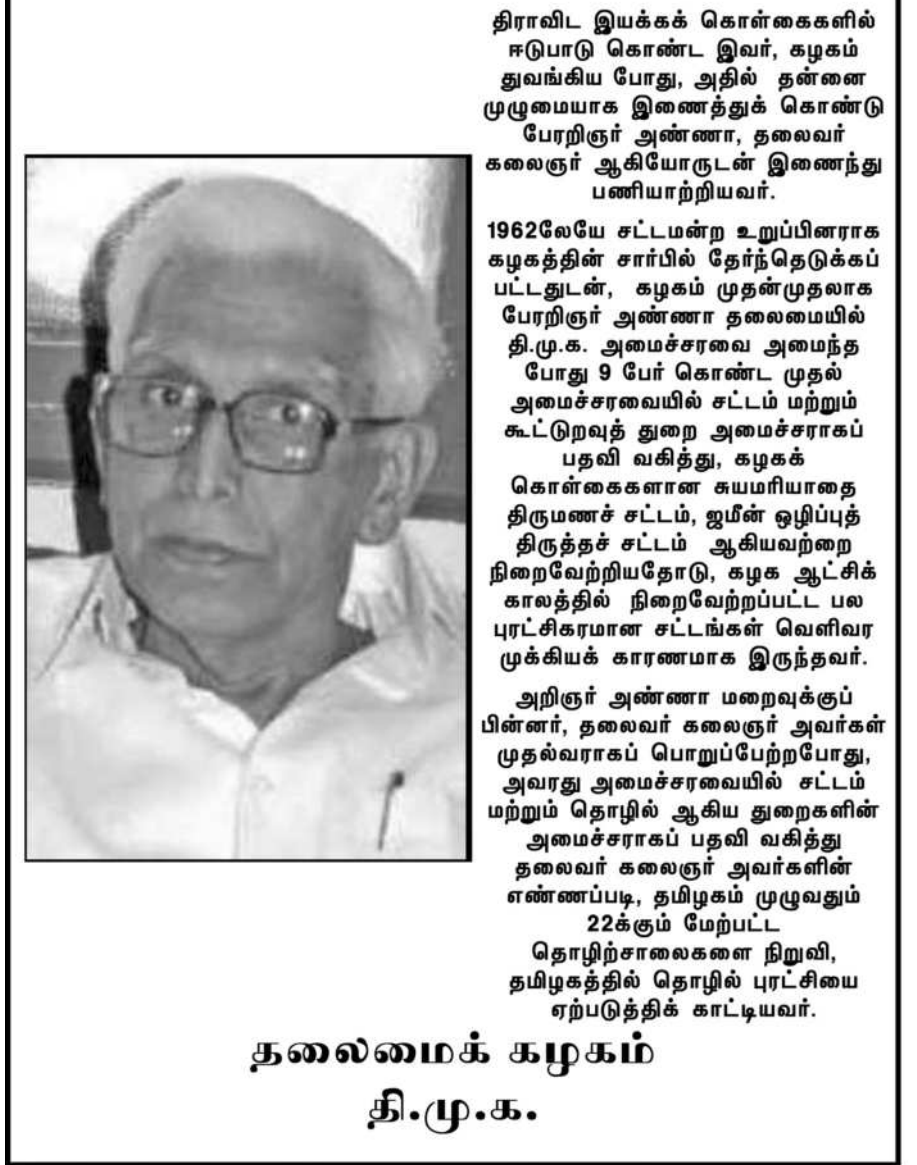 திராவிட இயக்கக் கொள்கைகளில்
ஈடுபாடு கொண்ட இவர், கழகம்
துவங்கிய போது, அதில் தன்னை
முழுமையாக இணைத்துக் கொண்டு
பேரறிஞர் அண்ணா, தலைவர்
கலைஞர் ஆகியோருடன் இணைந்து
பணியாற்றியவர்.
1962லேயே சட்டமன்ற உறுப்பினராக
கழகத்தின் சார்பில் தேர்ந்தெடுக்கப்
பட்டதுடன், கழகம் முதன்முதலாக
பேரறிஞர் அண்ணா தலைமையில்
தி.மு.க. அமைச்சரவை அமைந்த
போது 9 பேர் கொண்ட முதல்
அமைச்சரவையில் சட்டம் மற்றும்
கூட்டுறவுத் துறை அமைச்சராகப்
பதவி வகித்து, கழகக்
கொள்கைகளான சுயமரியாதை
திருமணச் சட்டம், ஜமீன் ஒழிப்புத்
திருத்தச் சட்டம் ஆகியவற்றை
நிறைவேற்றியதோடு, கழக ஆட்சிக்
காலத்தில் நிறைவேற்றப்பட்ட பல
புரட்சிகரமான சட்டங்கள் வெளிவர
முக்கியக் காரணமாக இருந்தவர்.
அறிஞர் அண்ணா மறைவுக்குப்
பின்னர், தலைவர் கலைஞர் அவர்கள்
முதல்வராகப் பொறுப்பேற்றபோது,
அவரது அமைச்சரவையில் சட்டம்
மற்றும் தொழில் ஆகிய துறைகளின்
அமைச்சராகப் பதவி வகித்து
தலைவர் கலைஞர் அவர்களின்
எண்ணப்படி, தமிழகம் முழுவதும்
22க்கும் மேற்பட்ட
தொழிற்சாலைகளை நிறுவி,
தமிழகத்தில் தொழில் புரட்சியை
ஏற்படுத்திக் காட்டியவர்.
தலைமைக் கழகம்
தி.மு.க.